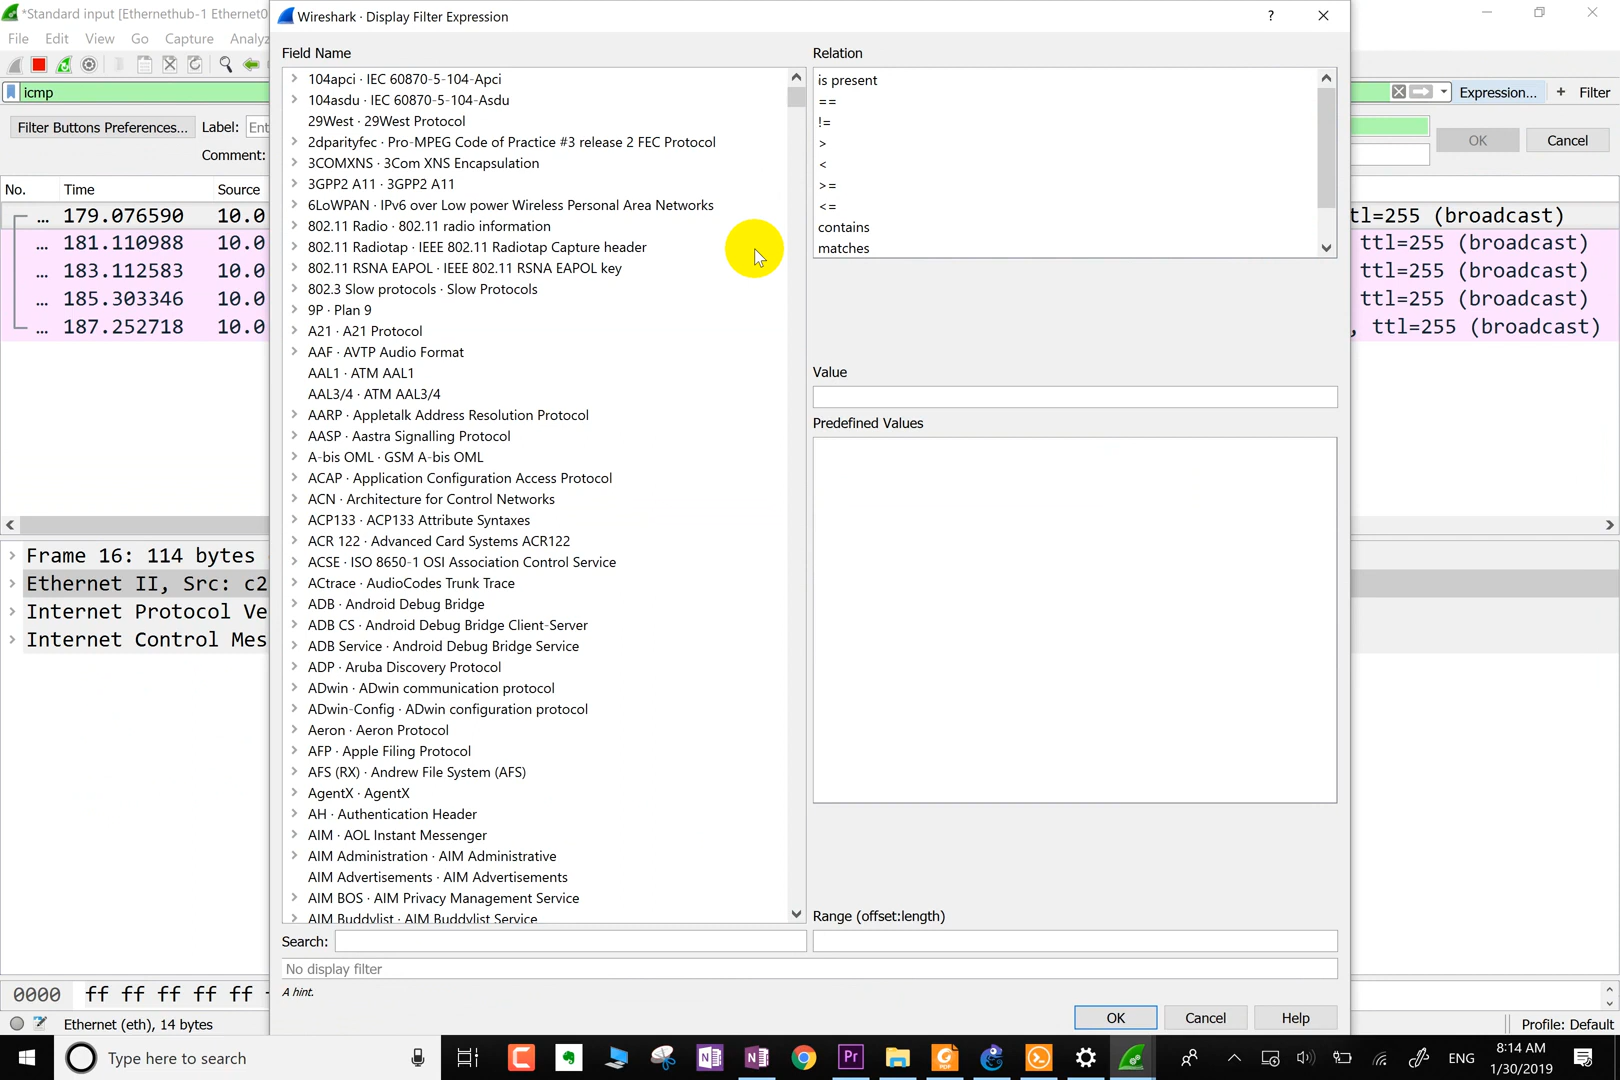 *Standard input [Ethernethub-1 Ethernet0
File Edit View Go Capture Analyz
icmp
Expression... + Filter
Filter Buttons Preferences... Label: Ent
Comment:
OK Cancel
No. Time Source
... 179.076590 10.0
tl=255 (broadcast)
... 181.110988 10.0
ttl=255 (broadcast)
... 183.112583 10.0
ttl=255 (broadcast)
... 185.303346 10.0
ttl=255 (broadcast)
... 187.252718 10.0
, ttl=255 (broadcast)
Frame 16: 114 bytes
Ethernet II, Src: c2
Internet Protocol Ve
Internet Control Mes
0000 ff ff ff ff ff
Ethernet (eth), 14 bytes
Profile: Default
Wireshark · Display Filter Expression
?
Field Name
104apci · IEC 60870-5-104-Apci
104asdu · IEC 60870-5-104-Asdu
29West · 29West Protocol
2dparityfec · Pro-MPEG Code of Practice #3 release 2 FEC Protocol
3COMXNS · 3Com XNS Encapsulation
3GPP2 A11 · 3GPP2 A11
6LoWPAN · IPv6 over Low power Wireless Personal Area Networks
802.11 Radio · 802.11 radio information
802.11 Radiotap · IEEE 802.11 Radiotap Capture header
802.11 RSNA EAPOL · IEEE 802.11 RSNA EAPOL key
802.3 Slow protocols · Slow Protocols
9P · Plan 9
A21 · A21 Protocol
AAF · AVTP Audio Format
AAL1 · ATM AAL1
AAL3/4 · ATM AAL3/4
AARP · Appletalk Address Resolution Protocol
AASP · Aastra Signalling Protocol
A-bis OML · GSM A-bis OML
ACAP · Application Configuration Access Protocol
ACN · Architecture for Control Networks
ACP133 · ACP133 Attribute Syntaxes
ACR 122 · Advanced Card Systems ACR122
ACSE · ISO 8650-1 OSI Association Control Service
ACtrace · AudioCodes Trunk Trace
ADB · Android Debug Bridge
ADB CS · Android Debug Bridge Client-Server
ADB Service · Android Debug Bridge Service
ADP · Aruba Discovery Protocol
ADwin · ADwin communication protocol
ADwin-Config · ADwin configuration protocol
Aeron · Aeron Protocol
AFP · Apple Filing Protocol
AFS (RX) · Andrew File System (AFS)
AgentX · AgentX
AH · Authentication Header
AIM · AOL Instant Messenger
AIM Administration · AIM Administrative
AIM Advertisements · AIM Advertisements
AIM BOS · AIM Privacy Management Service
AIM Buddylist · AIM Buddylist Service
Search:
No display filter
A hint.
Relation
is present
==
!=
>
<
>=
<=
contains
matches
Value
Predefined Values
Range (offset:length)
OK Cancel Help
Type here to search
ENG
8:14 AM
1/30/2019